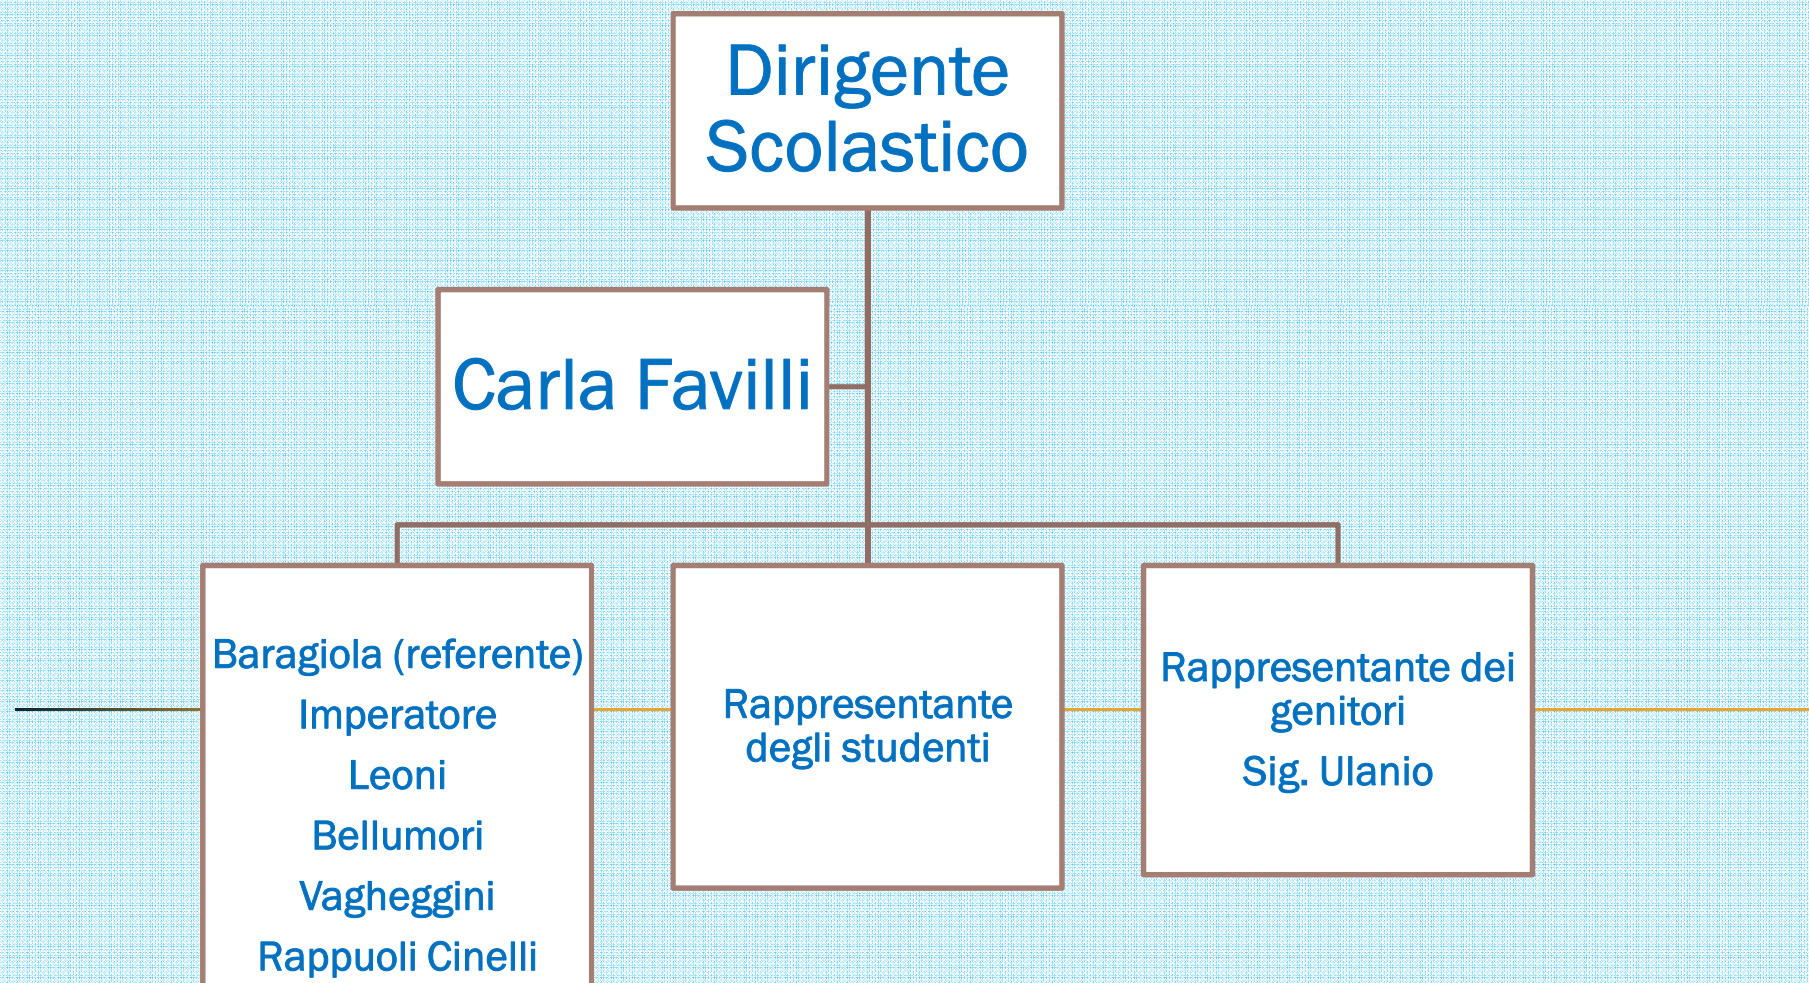 Dirigente
Scolastico
Carla Favilli
Baragiola (referente)
Imperatore
Leoni
Bellumori
Vagheggini
Rappuoli Cinelli
Rappresentante
degli studenti
Rappresentante dei
genitori
Sig. Ulanio